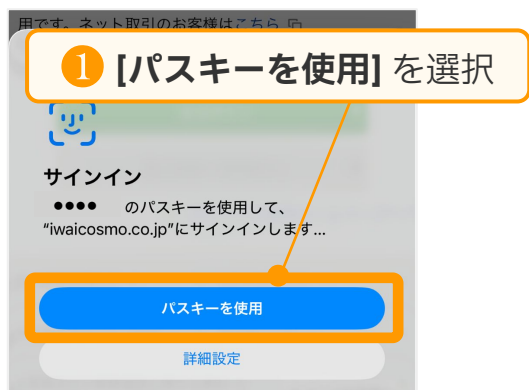 用です。ネット取引のお客様はこちら
1 [パスキーを使用] を選択
サインイン
●●●● のパスキーを使用して、
“iwaicosmo.co.jp”にサインインします...
パスキーを使用
詳細設定